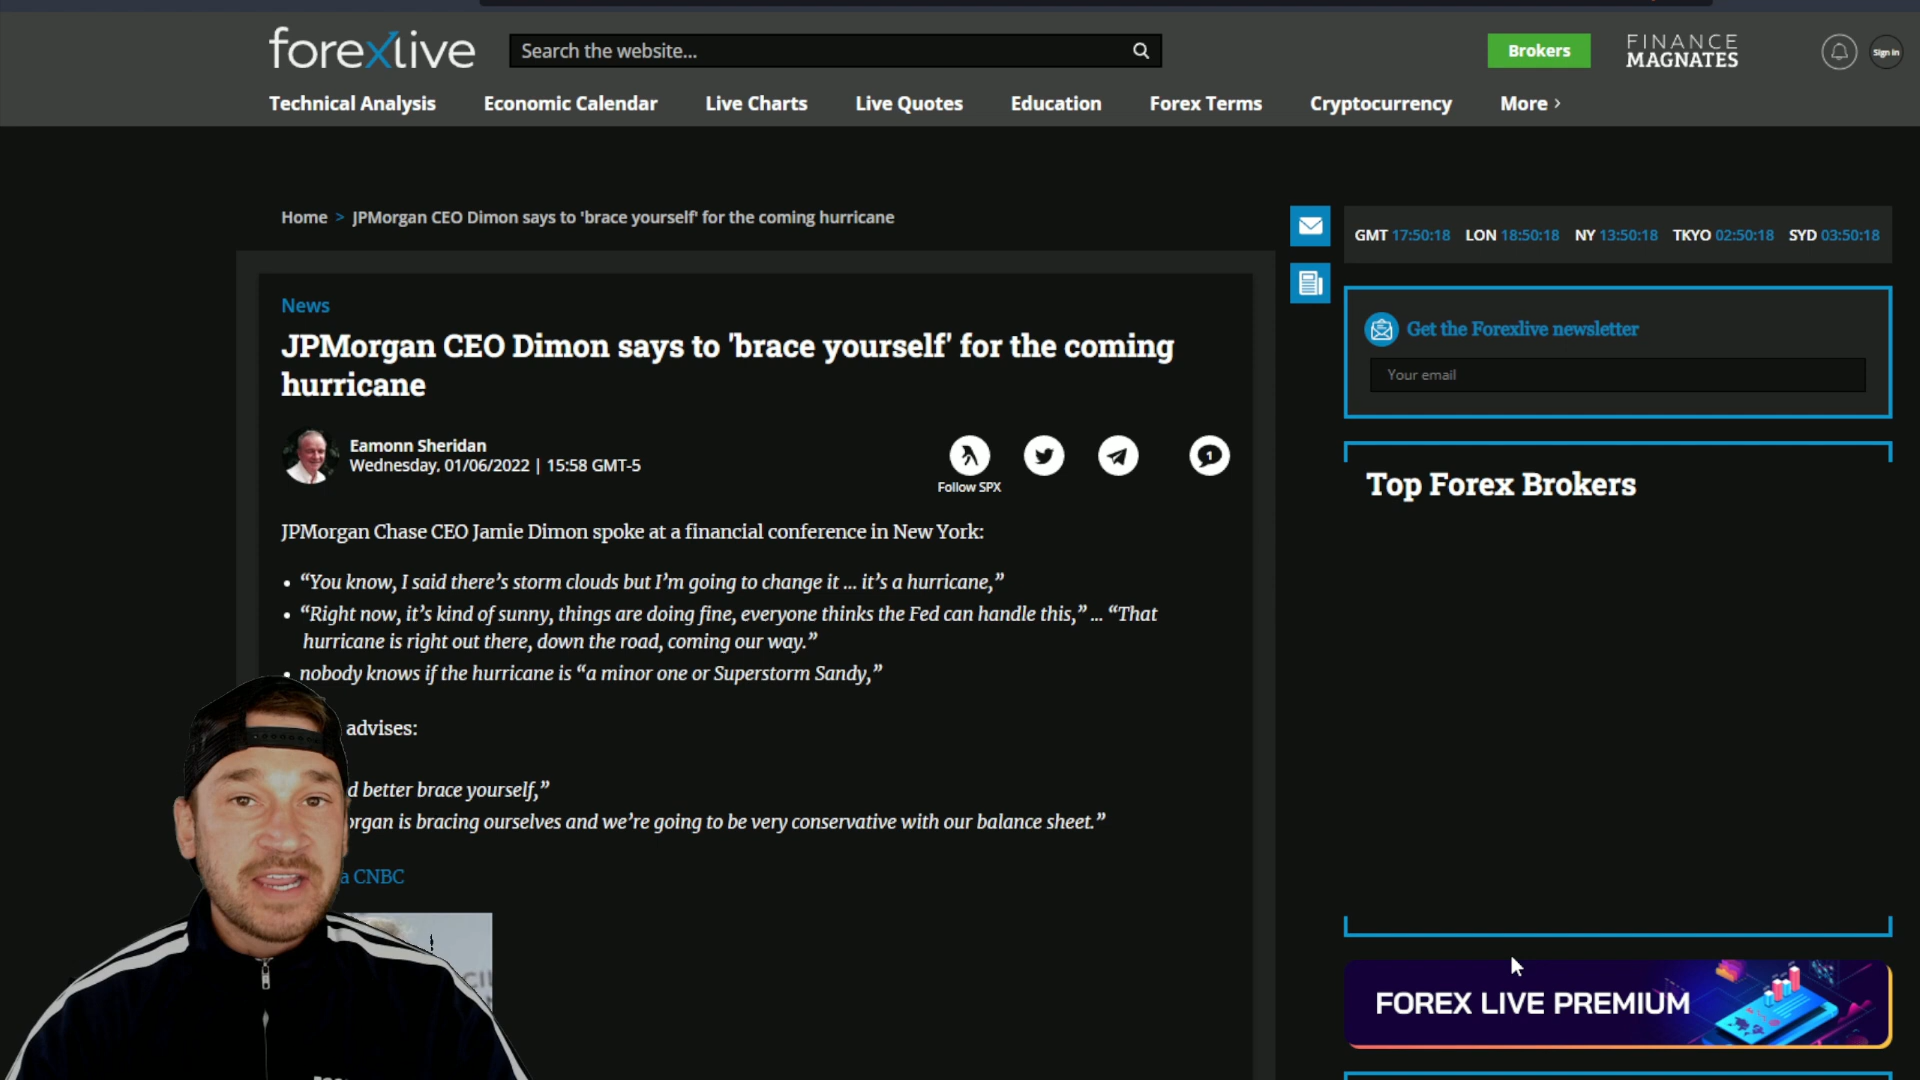 forexlive
Search the website...
Brokers
FINANCE
MAGNATES
Sign in
Technical Analysis
Economic Calendar
Live Charts
Live Quotes
Education
Forex Terms
Cryptocurrency
More ›
Home > JPMorgan CEO Dimon says to 'brace yourself' for the coming hurricane
GMT 17:50:18 LON 18:50:18 NY 13:50:18 TKYO 02:50:18 SYD 03:50:18
News
JPMorgan CEO Dimon says to 'brace yourself' for the coming
hurricane
Eamonn Sheridan
Wednesday, 01/06/2022 | 15:58 GMT-5
1
Follow SPX
JPMorgan Chase CEO Jamie Dimon spoke at a financial conference in New York:
• “You know, I said there’s storm clouds but I’m going to change it … it’s a hurricane,”
• “Right now, it’s kind of sunny, things are doing fine, everyone thinks the Fed can handle this,” … “That
hurricane is right out there, down the road, coming our way.”
• nobody knows if the hurricane is “a minor one or Superstorm Sandy,”
advises:
d better brace yourself,”
organ is bracing ourselves and we’re going to be very conservative with our balance sheet.”
a CNBC
Get the Forexlive newsletter
Your email
Top Forex Brokers
FOREX LIVE PREMIUM